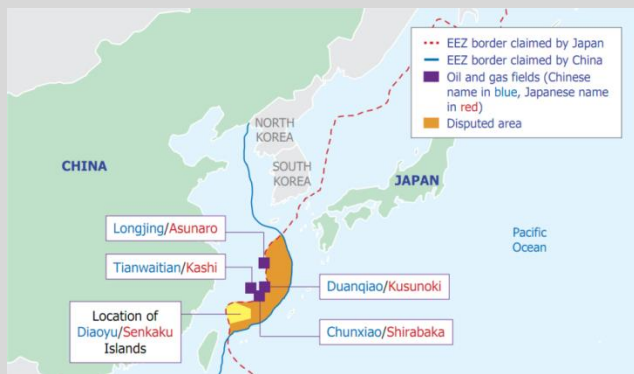 EEZ border claimed by Japan
EEZ border claimed by China
Oil and gas fields (Chinese
name in blue, Japanese name
in red)
Disputed area
NORTH
KOREA
SOUTH
KOREA
CHINA
JAPAN
Pacific
Ocean
Longjing/Asunaro
Tianwaitian/Kashi
Duanqiao/Kusunoki
Location of
Diaoyu/Senkaku
Islands
Chunxiao/Shirabaka